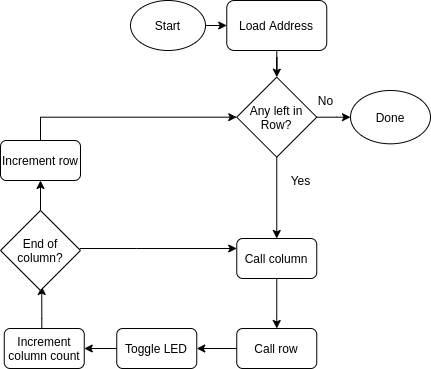 Start
Load Address
Any left in
Row?
No
Done
Yes
Increment row
End of
column?
Call column
Increment
column count
Toggle LED
Call row